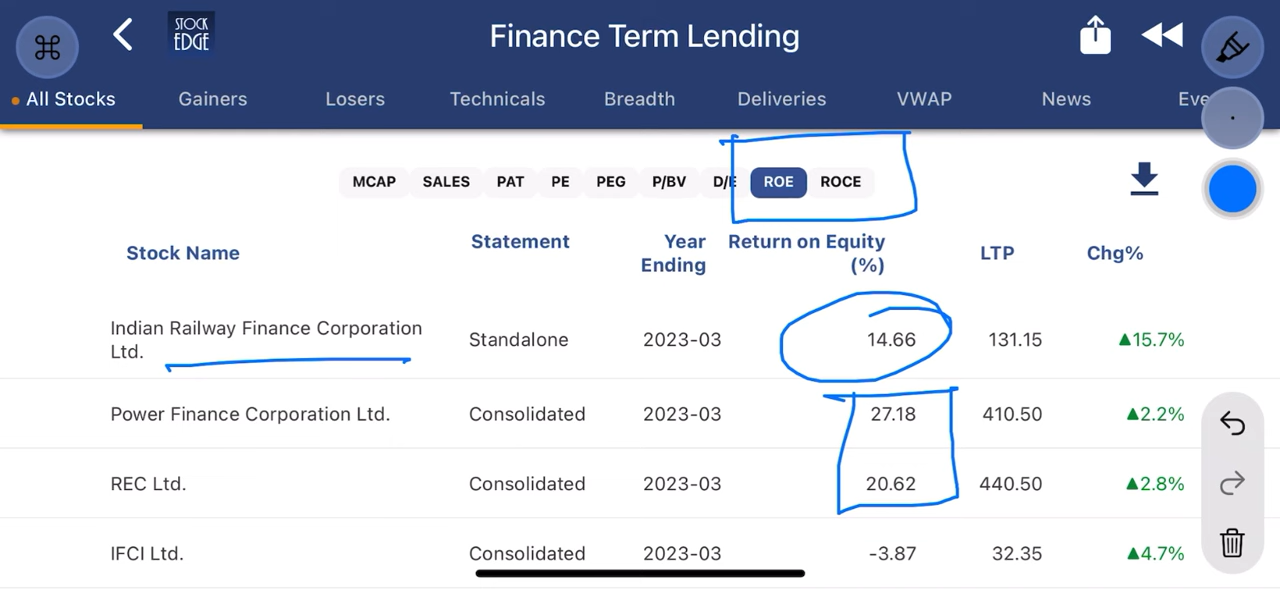 STOCK EDGE
Finance Term Lending
All Stocks Gainers Losers Technicals Breadth Deliveries VWAP News Eve
MCAP SALES PAT PE PEG P/BV D/E ROE ROCE
Stock Name Statement Year Ending Return on Equity (%) LTP Chg%
Indian Railway Finance Corporation Ltd. Standalone 2023-03 14.66 131.15 ▲15.7%
Power Finance Corporation Ltd. Consolidated 2023-03 27.18 410.50 ▲2.2%
REC Ltd. Consolidated 2023-03 20.62 440.50 ▲2.8%
IFCI Ltd. Consolidated 2023-03 -3.87 32.35 ▲4.7%